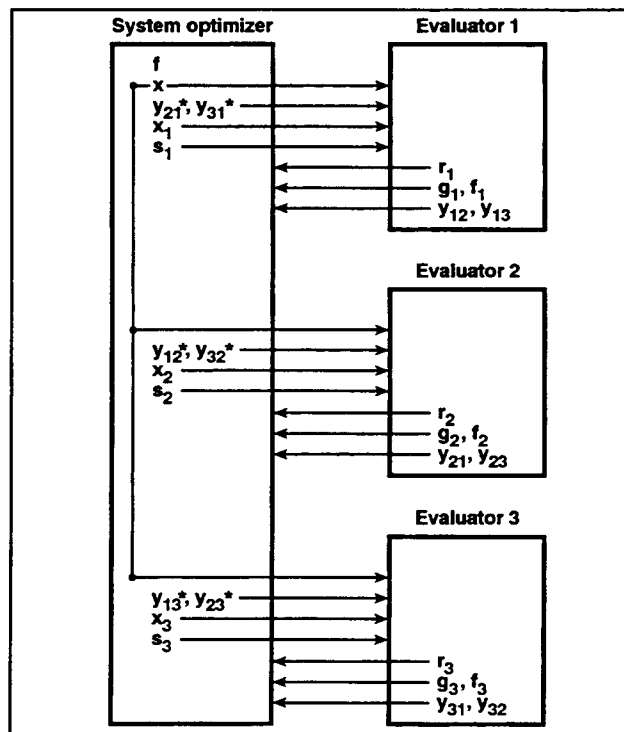 System optimizer
Evaluator 1
f
x
y21*, y31*
x1
s1
r1
g1, f1
y12, y13
Evaluator 2
y12*, y32*
x2
s2
r2
g2, f2
y21, y23
Evaluator 3
y13*, y23*
x3
s3
r3
g3, f3
y31, y32